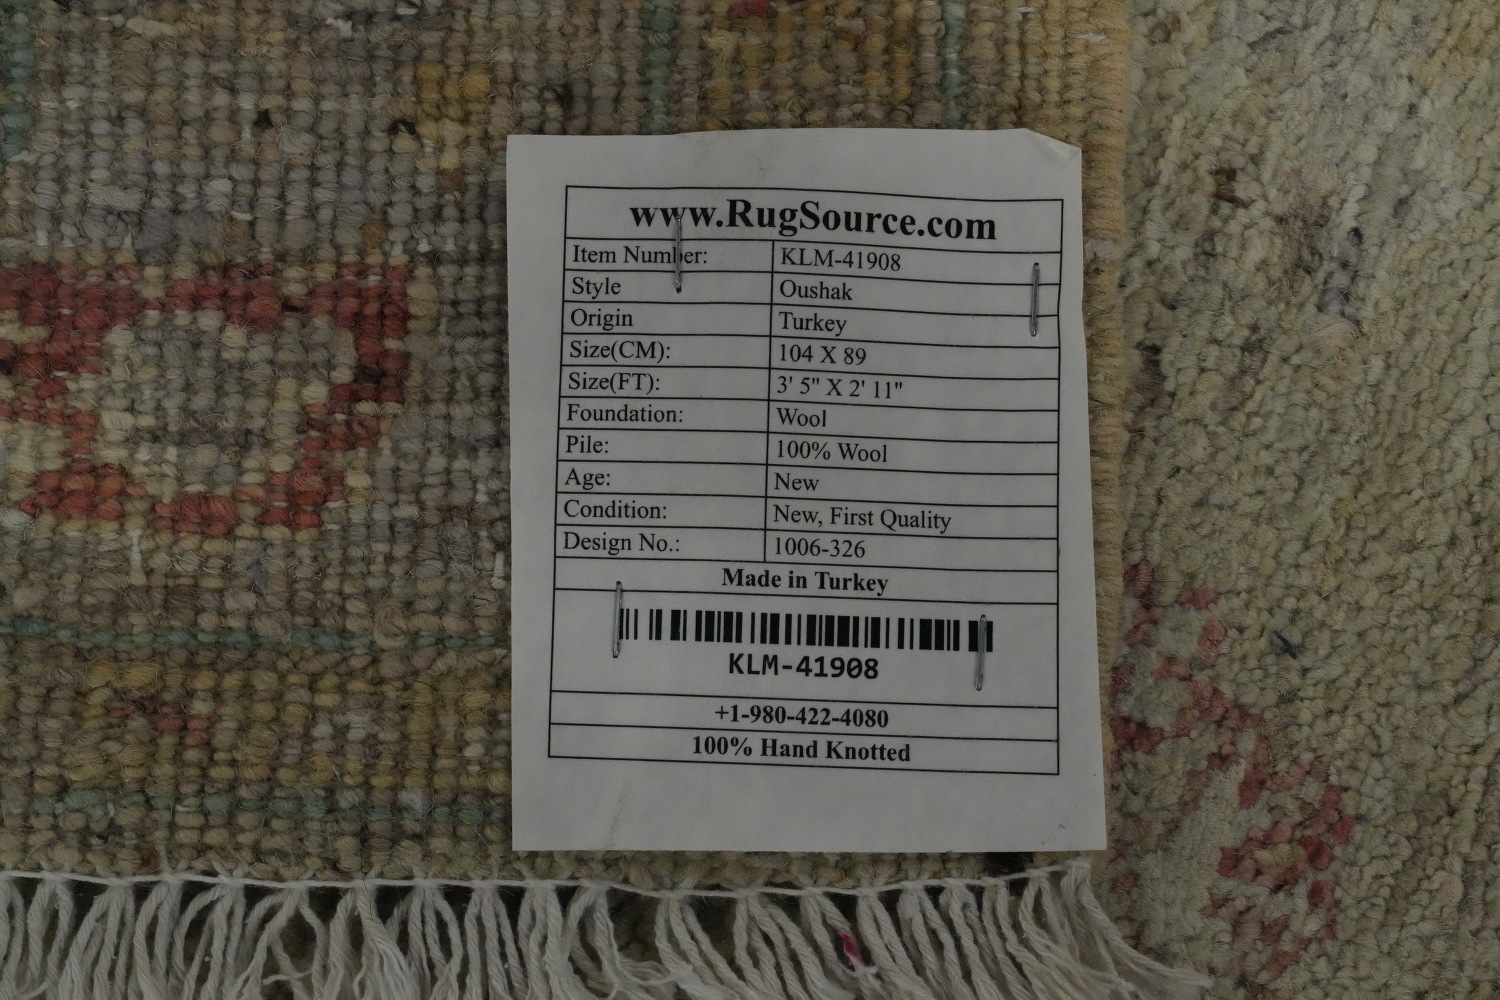 www.RugSource.com
Item Number: KLM-41908
Style Oushak
Origin Turkey
Size(CM): 104 X 89
Size(FT): 3' 5" X 2' 11"
Foundation: Wool
Pile: 100% Wool
Age: New
Condition: New, First Quality
Design No.: 1006-326
Made in Turkey
KLM-41908
+1-980-422-4080
100% Hand Knotted